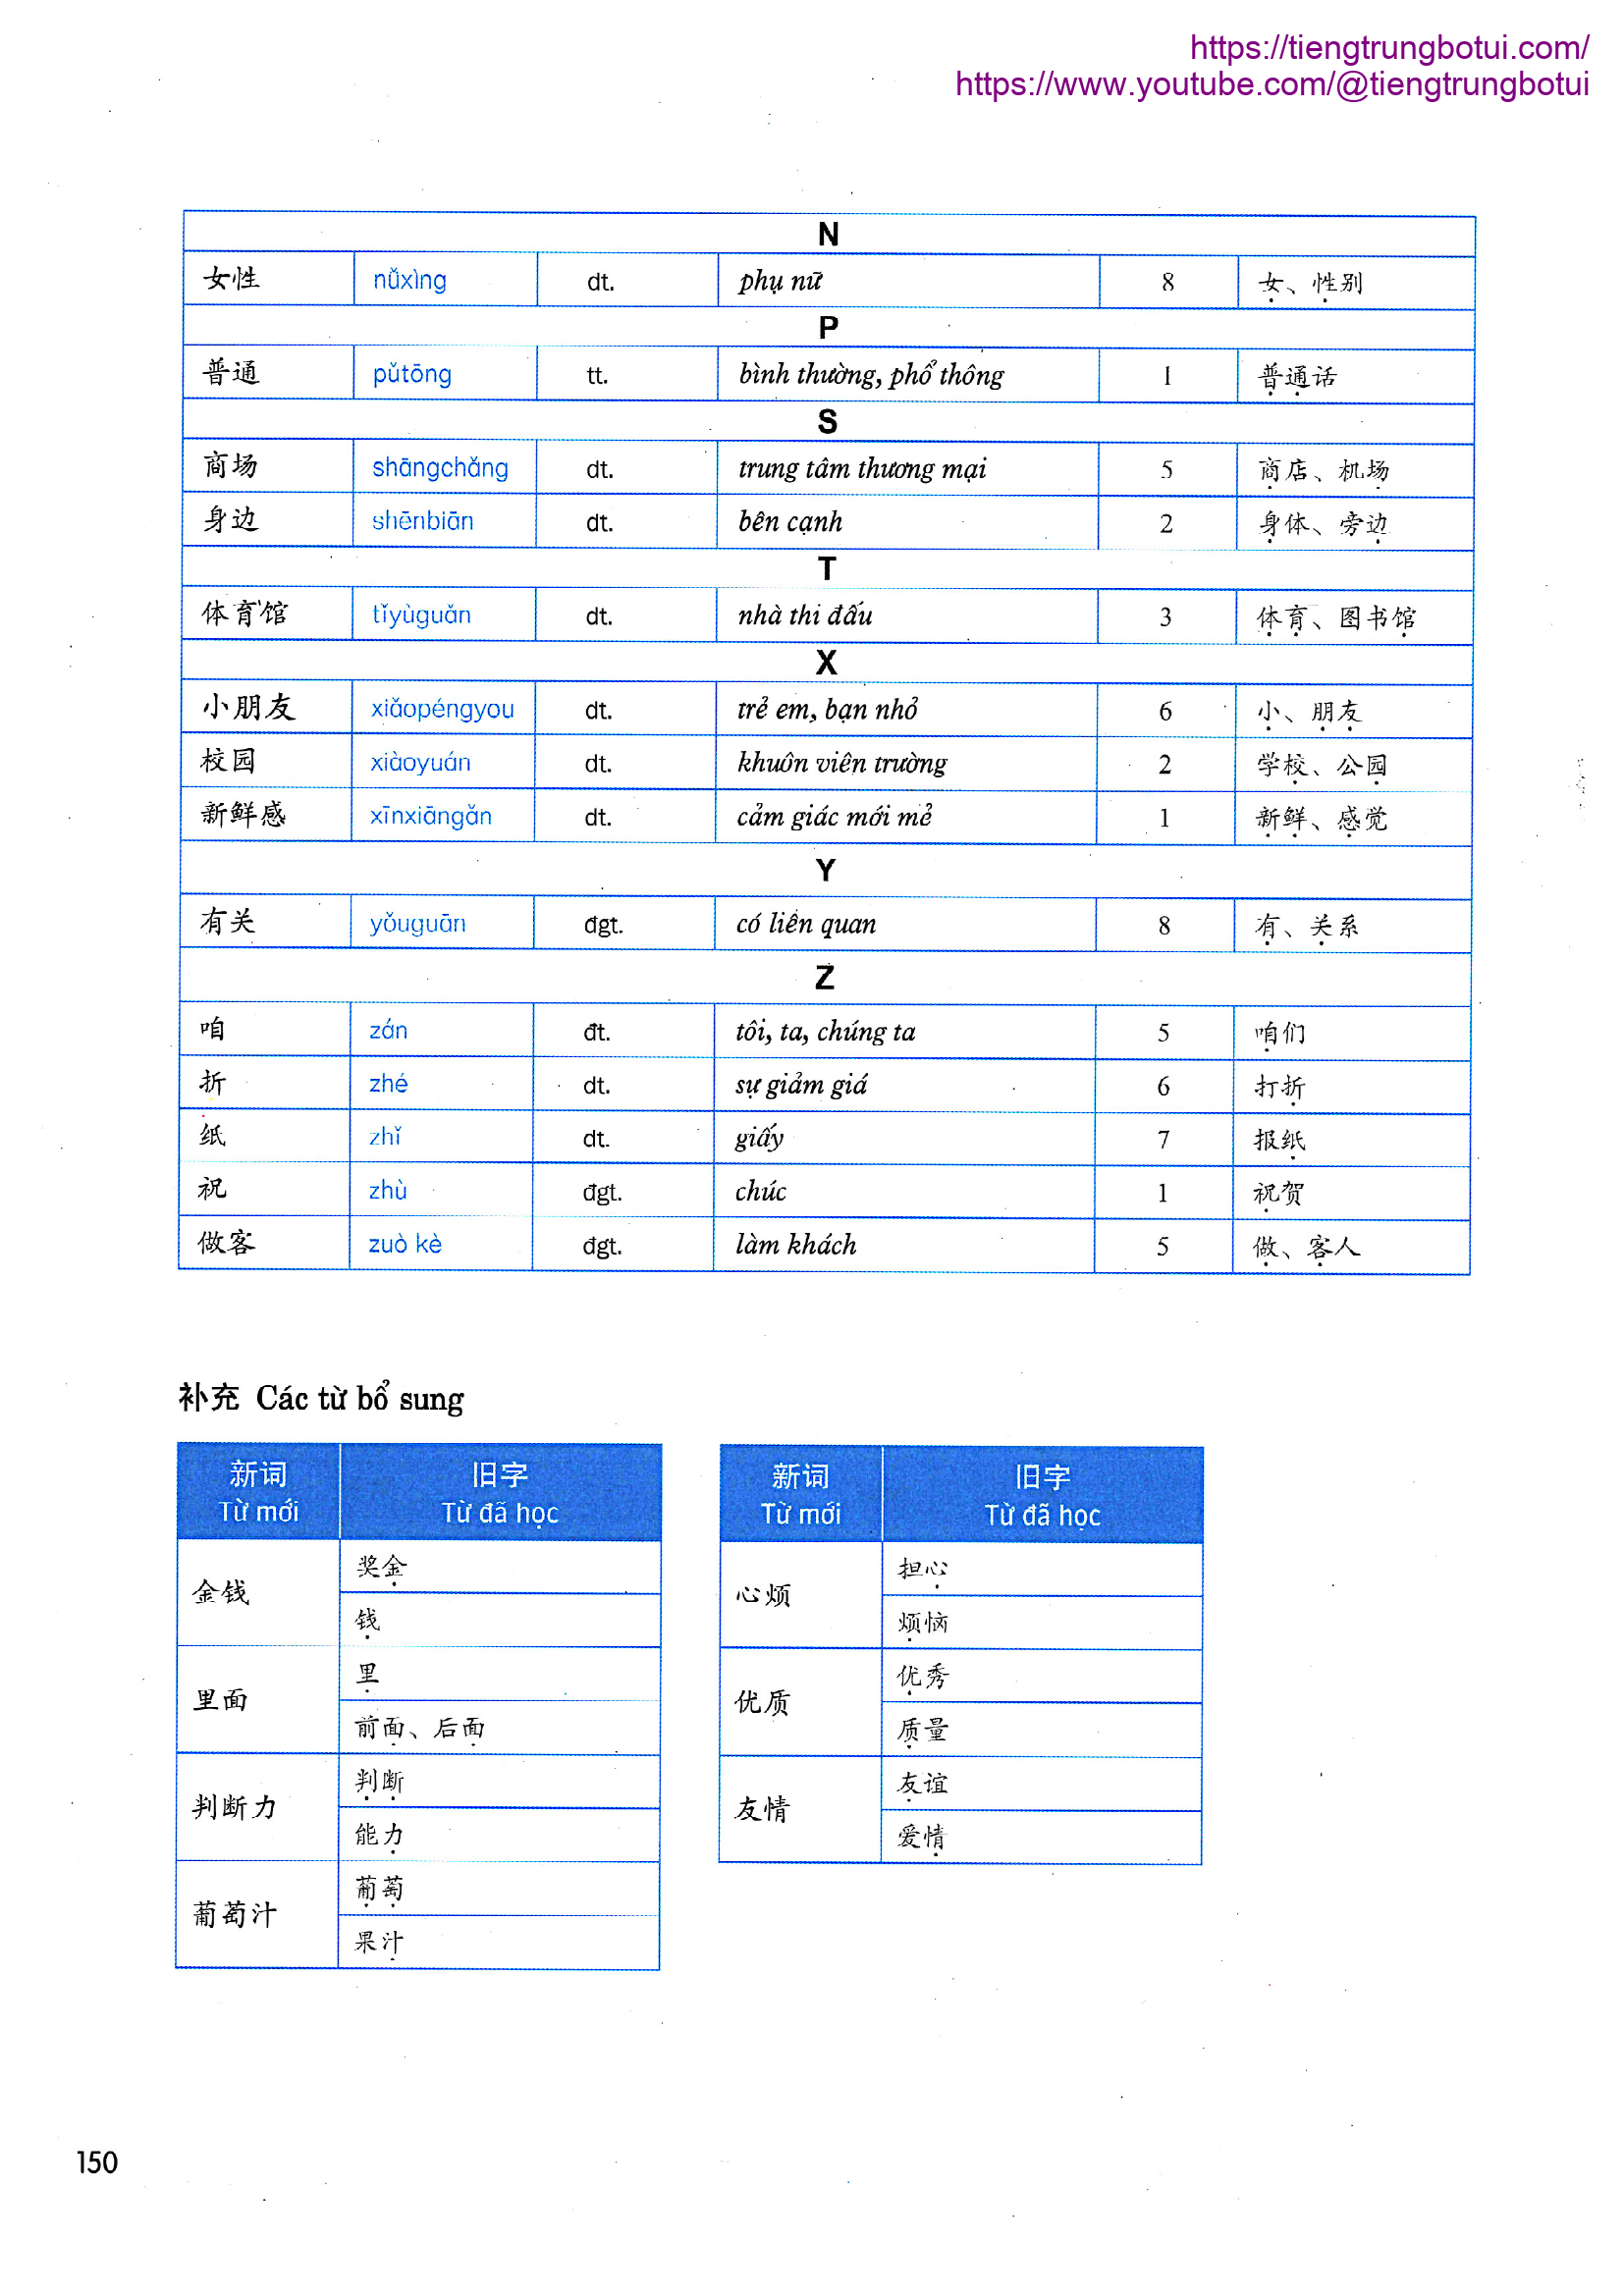 https://tiengtrungbotui.com/
https://www.youtube.com/@tiengtrungbotui
N
女性 nǚxìng dt. phụ nữ 8 女、性别
P
普通 pǔtōng tt. bình thường, phổ thông 1 普通话
S
商场 shāngchǎng dt. trung tâm thương mại 5 商店、机场
身边 shēnbiān dt. bên cạnh 2 身体、旁边
T
体育馆 tǐyùguǎn dt. nhà thi đấu 3 体育、图书馆
X
小朋友 xiǎopéngyou dt. trẻ em, bạn nhỏ 6 小、朋友
校园 xiàoyuán dt. khuôn viên trường 2 学校、公园
新鲜感 xīnxiāngǎn dt. cảm giác mới mẻ 1 新鲜、感觉
Y
有关 yǒuguān đgt. có liên quan 8 有、关系
Z
咱 zán đt. tôi, ta, chúng ta 5 咱们
折 zhé dt. sự giảm giá 6 打折
纸 zhǐ dt. giấy 7 报纸
祝 zhù đgt. chúc 1 祝贺
做客 zuò kè đgt. làm khách 5 做、客人
补充 Các từ bổ sung
新词 旧字
Từ mới Từ đã học
金钱 奖金
钱
里面 里
前面、后面
判断力 判断
能力
葡萄汁 葡萄
果汁
新词 旧字
Từ mới Từ đã học
心烦 担心
烦恼
优质 优秀
质量
友情 友谊
爱情
150